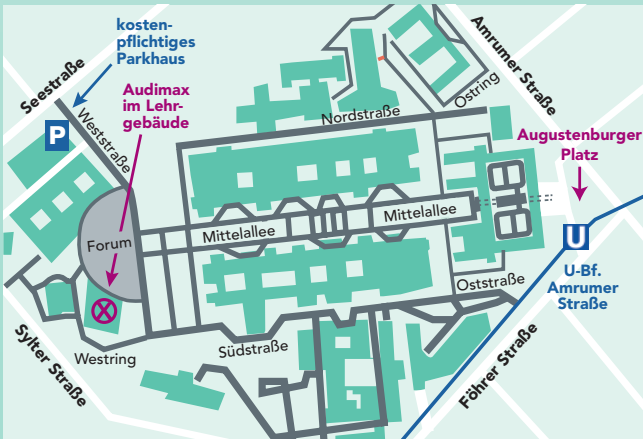 kosten-
pflichtiges
Parkhaus
Seestraße
Audimax
im Lehr-
gebäude
P
Weststraße
Nordstraße
Ostring
Amrumer Straße
Augustenburger
Platz
Forum
Mittelallee
Mittelallee
U
U-Bf.
Amrumer
Straße
Oststraße
Südstraße
Westring
Sylter Straße
Föhrer Straße